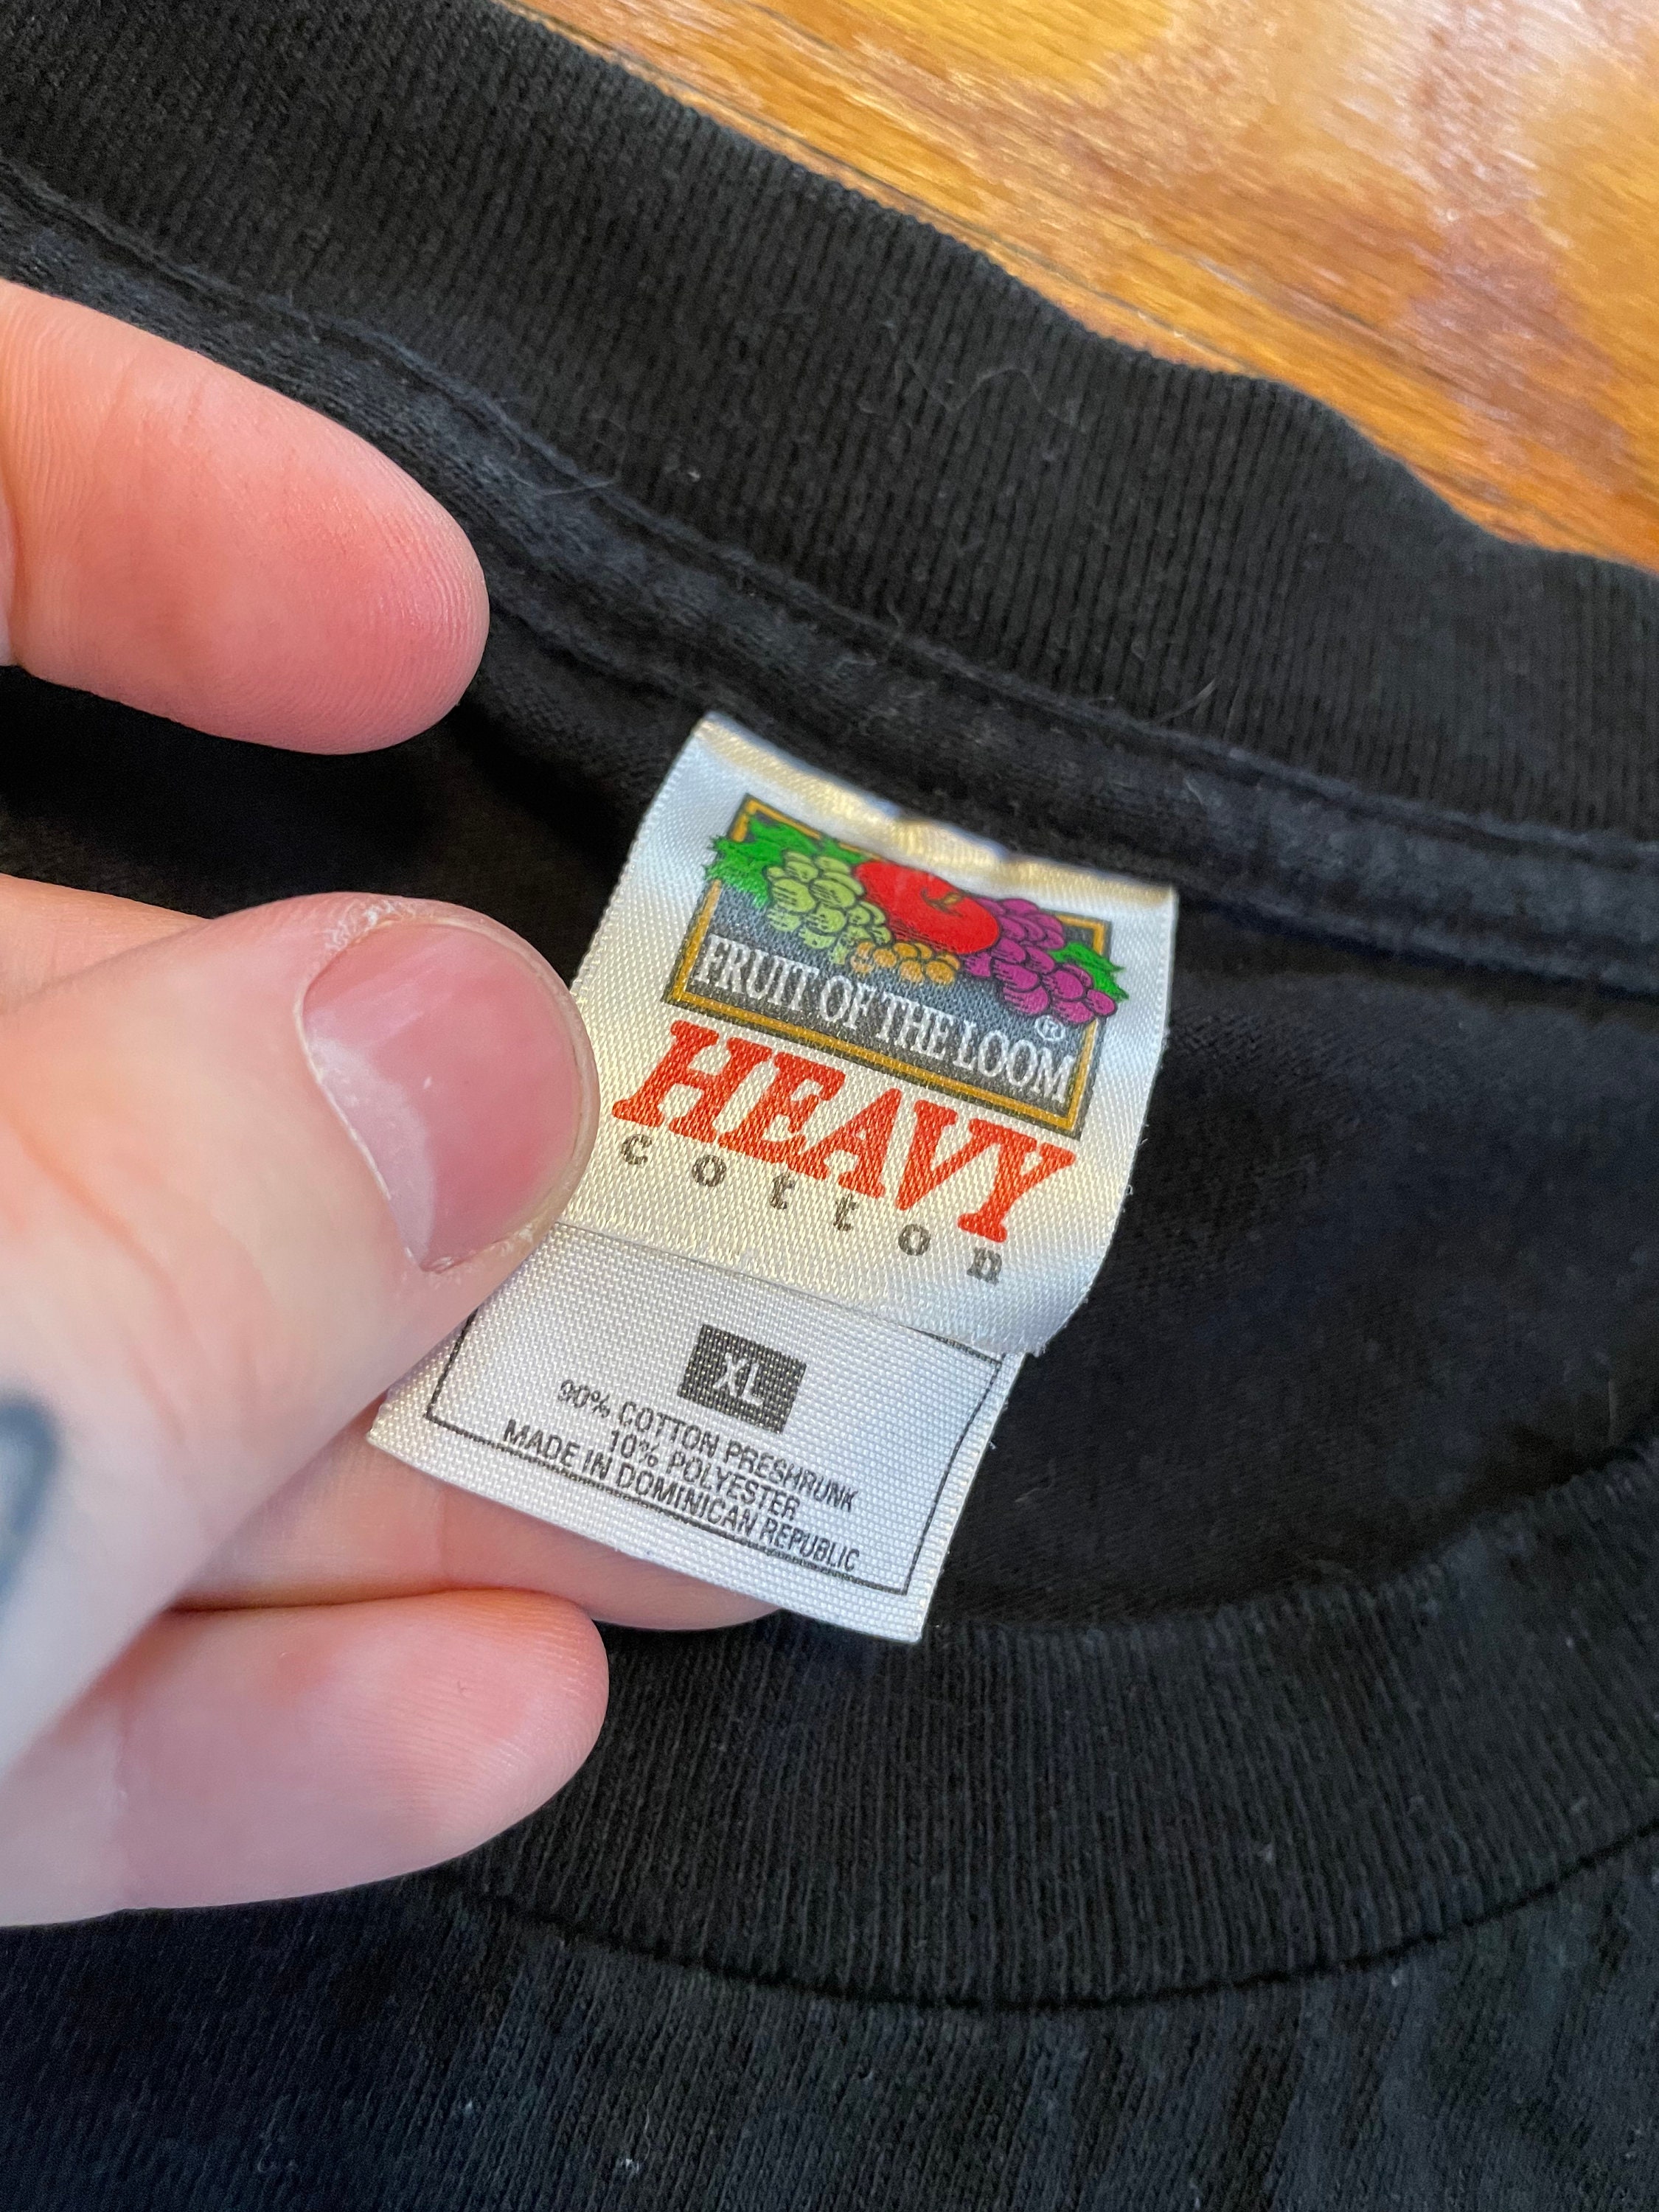 FRUIT OF THE LOOM®
HEAVY
cotton
XL
90% COTTON PRESHRUNK
10% POLYESTER
MADE IN DOMINICAN REPUBLIC